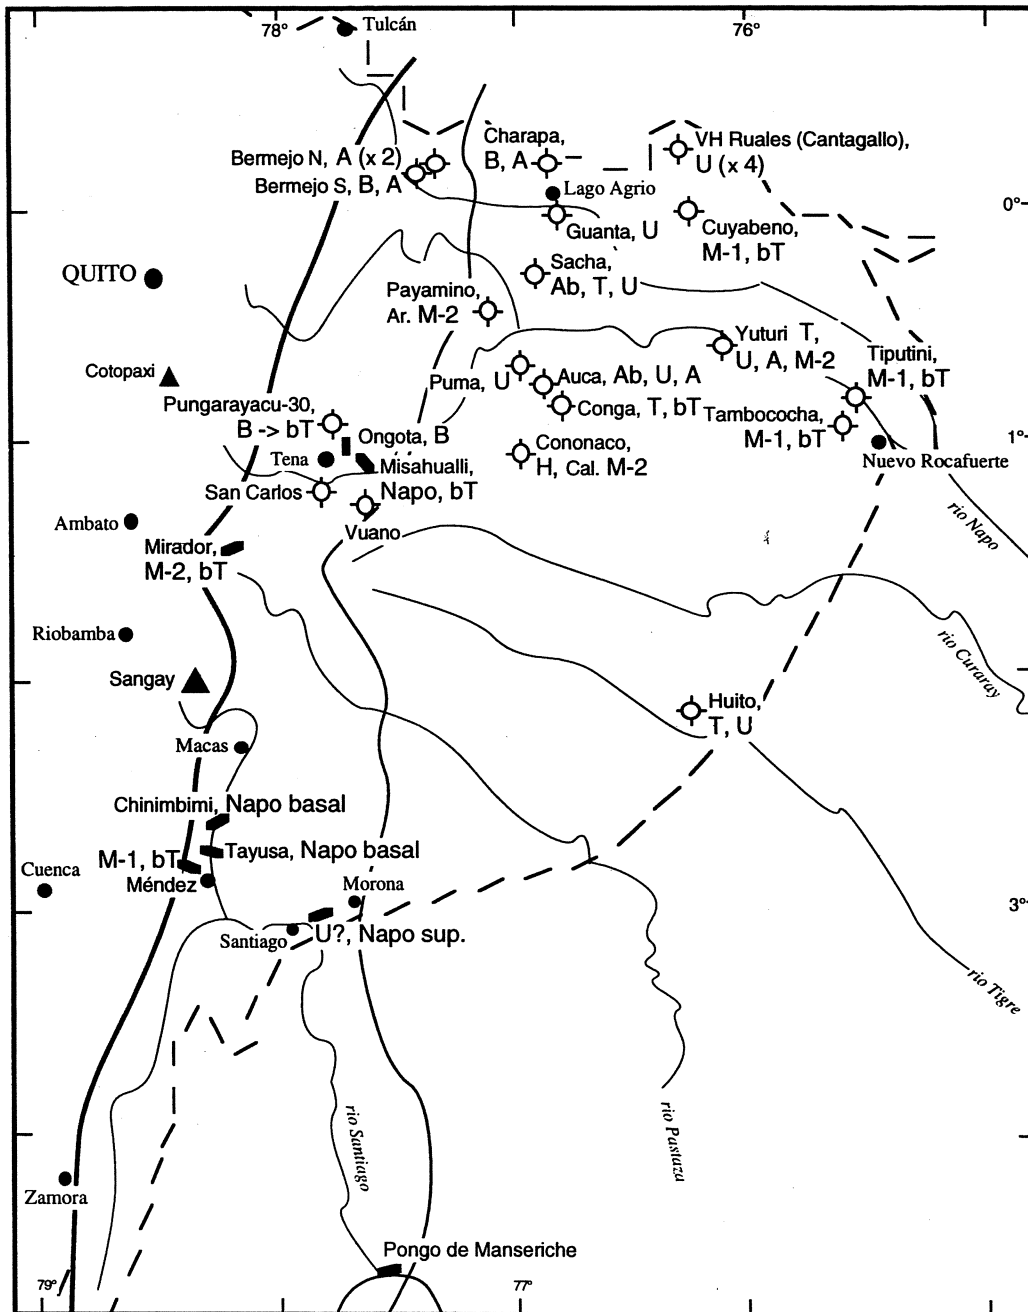 78°
76°
Tulcán
Charapa,
B, A
VH Ruales (Cantagallo),
U (x 4)
Bermejo N, A (x 2)
Bermejo S, B, A
Lago Agrio
0°
Guanta, U
Cuyabeno,
M-1, bT
QUITO
Sacha,
Ab, T, U
Payamino,
Ar. M-2
Yuturi T,
U, A, M-2
Tiputini,
M-1, bT
Cotopaxi
Puma, U
Auca, Ab, U, A
Pungarayacu-30,
B -> bT
Conga, T, bT
Tambococha,
M-1, bT
Ongota, B
Cononaco,
H, Cal. M-2
1°
Tena
Misahualli,
Napo, bT
Nuevo Rocafuerte
San Carlos
Vuano
rio Napo
Ambato
Mirador,
M-2, bT
Riobamba
rio Curaray
Sangay
Huito,
T, U
Macas
Chinimbimi, Napo basal
M-1, bT
Tayusa, Napo basal
Cuenca
Méndez
Morona
3°
Santiago
U?, Napo sup.
rio Tigre
rio Santiago
rio Pastaza
Zamora
Pongo de Manseriche
79°
77°